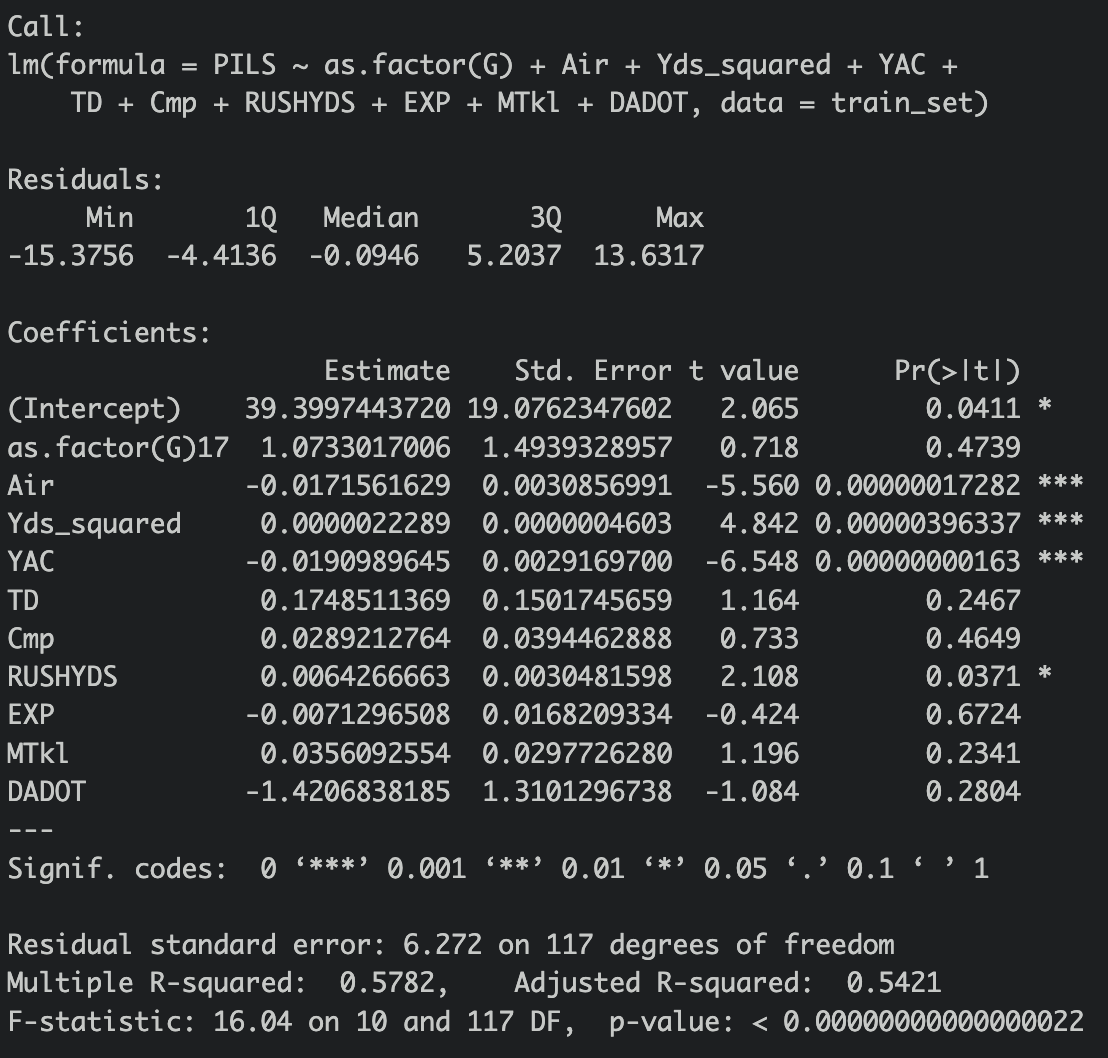 Call:
lm(formula = PILS ~ as.factor(G) + Air + Yds_squared + YAC +
    TD + Cmp + RUSHYDS + EXP + MTkl + DADOT, data = train_set)

Residuals:
     Min       1Q   Median       3Q      Max
-15.3756  -4.4136  -0.0946   5.2037  13.6317

Coefficients:
                    Estimate    Std. Error t value      Pr(>|t|)
(Intercept)    39.3997443720 19.0762347602   2.065        0.0411 *
as.factor(G)17  1.0733017006  1.4939328957   0.718        0.4739
Air            -0.0171561629  0.0030856991  -5.560 0.00000017282 ***
Yds_squared     0.0000022289  0.0000004603   4.842 0.00000396337 ***
YAC            -0.0190989645  0.0029169700  -6.548 0.00000000163 ***
TD              0.1748511369  0.1501745659   1.164        0.2467
Cmp             0.0289212764  0.0394462888   0.733        0.4649
RUSHYDS         0.0064266663  0.0030481598   2.108        0.0371 *
EXP            -0.0071296508  0.0168209334  -0.424        0.6724
MTkl            0.0356092554  0.0297726280   1.196        0.2341
DADOT          -1.4206838185  1.3101296738  -1.084        0.2804
---
Signif. codes:  0 ‘***’ 0.001 ‘**’ 0.01 ‘*’ 0.05 ‘.’ 0.1 ‘ ’ 1

Residual standard error: 6.272 on 117 degrees of freedom
Multiple R-squared:  0.5782,    Adjusted R-squared:  0.5421
F-statistic: 16.04 on 10 and 117 DF,  p-value: < 0.00000000000000022